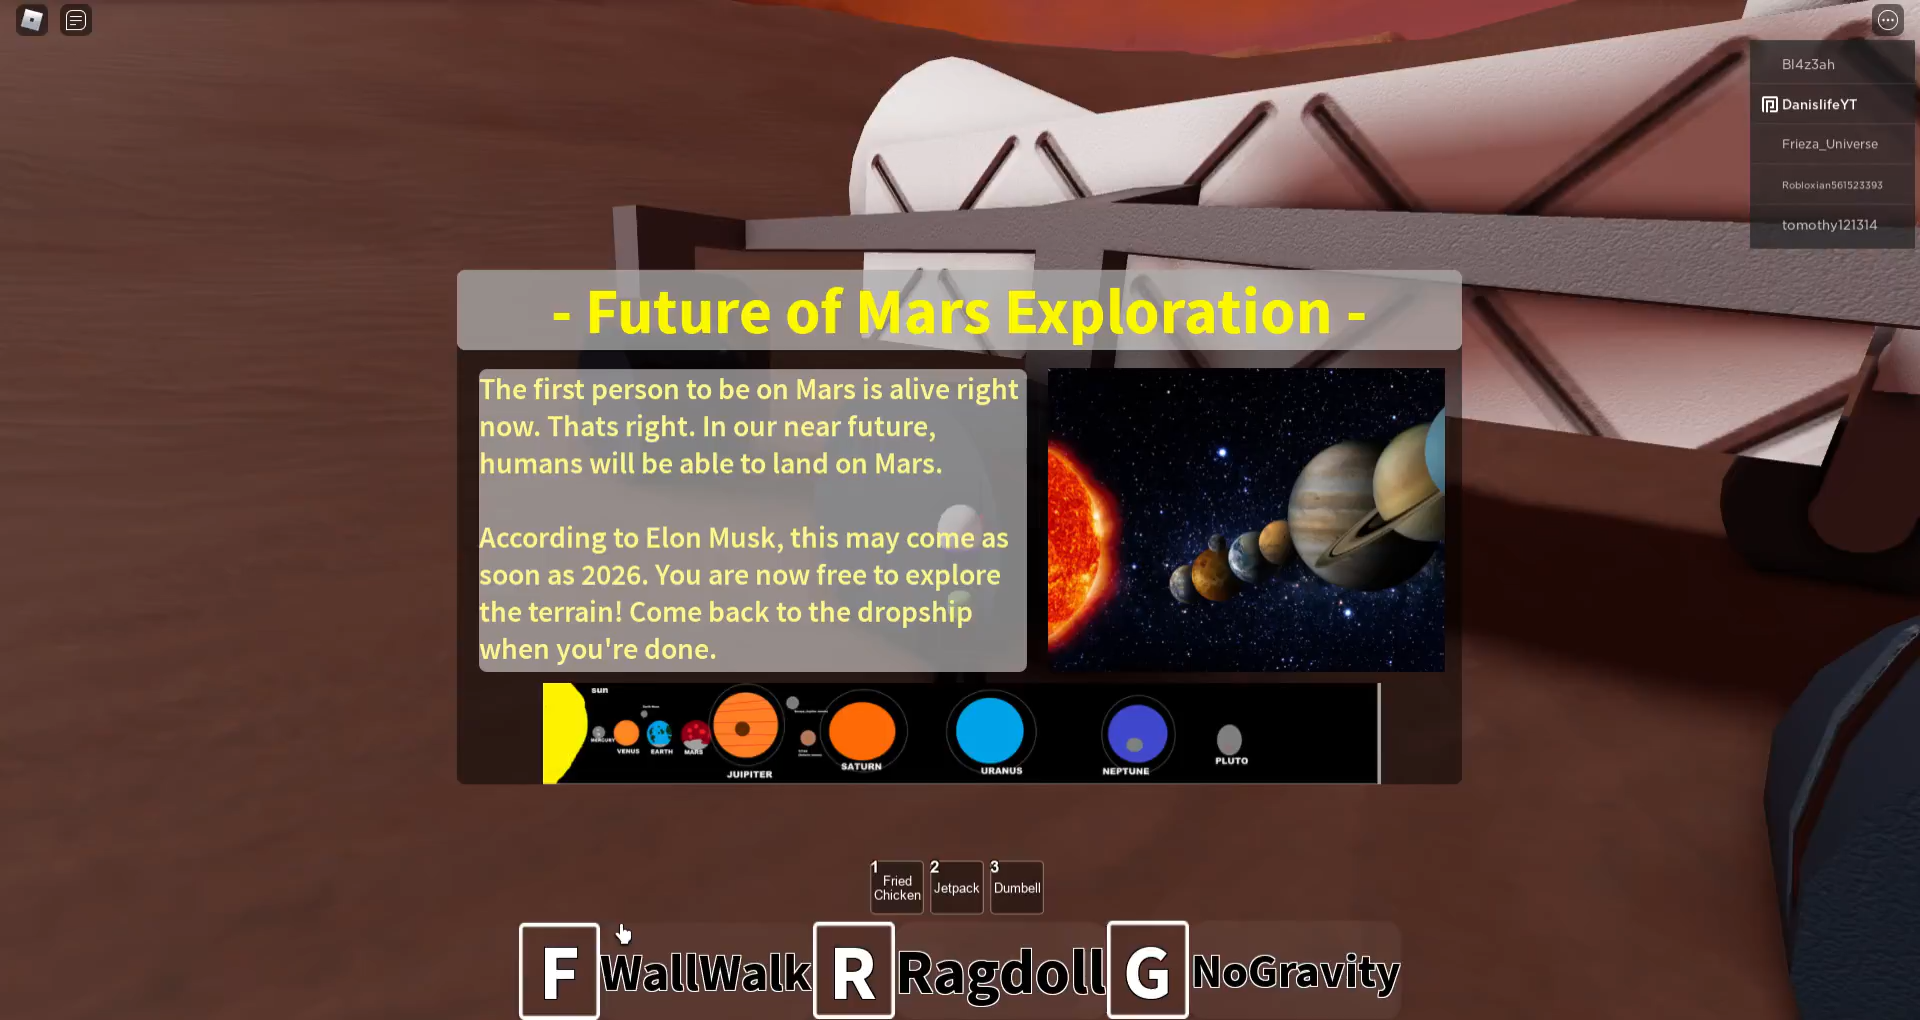 Bl4z3ah
DanislifeYT
Frieza_Universe
Robloxian561523393
tomothy121314
- Future of Mars Exploration -
The first person to be on Mars is alive right
now. Thats right. In our near future,
humans will be able to land on Mars.
According to Elon Musk, this may come as
soon as 2026. You are now free to explore
the terrain! Come back to the dropship
when you're done.
sun
MERCURY
VENUS
EARTH
MARS
JUIPITER
SATURN
URANUS
NEPTUNE
PLUTO
1
Fried
Chicken
2
Jetpack
3
Dumbell
F WallWalk R Ragdoll G NoGravity